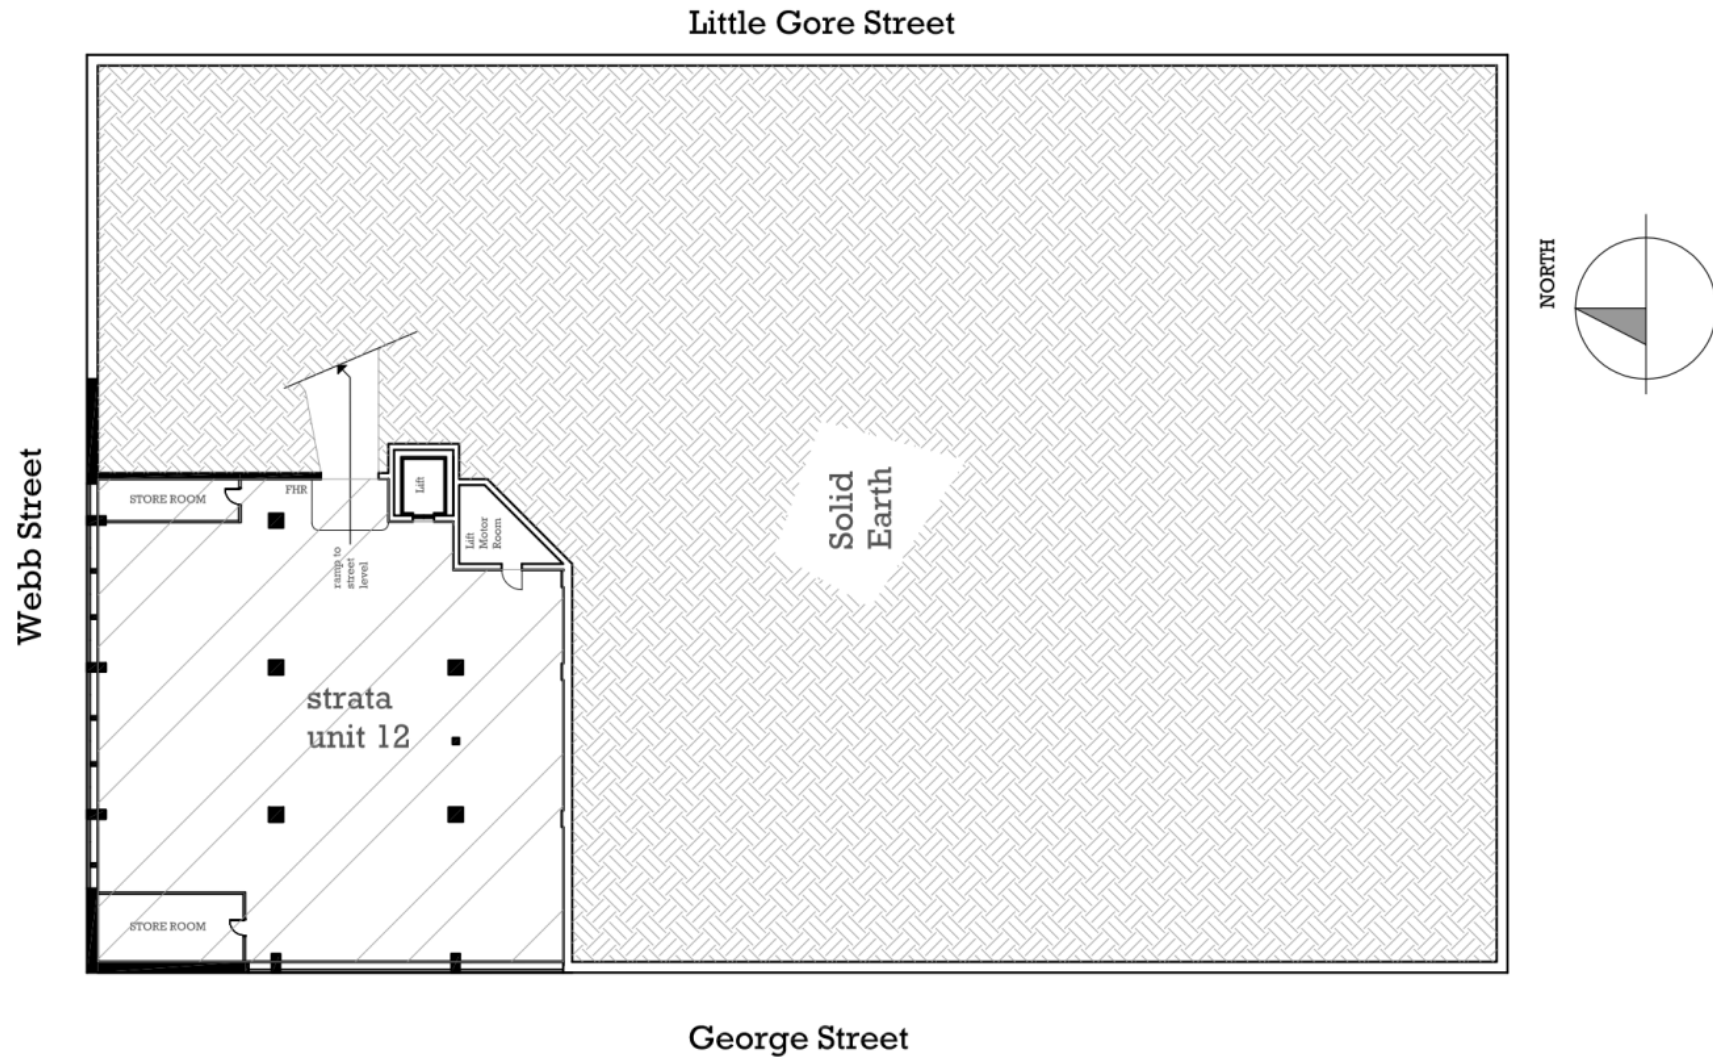 Little Gore Street
NORTH
Webb Street
STORE ROOM
FHR
Lift
Lift
Motor
Room
ramp to
street
level
Solid
Earth
strata
unit 12
STORE ROOM
George Street